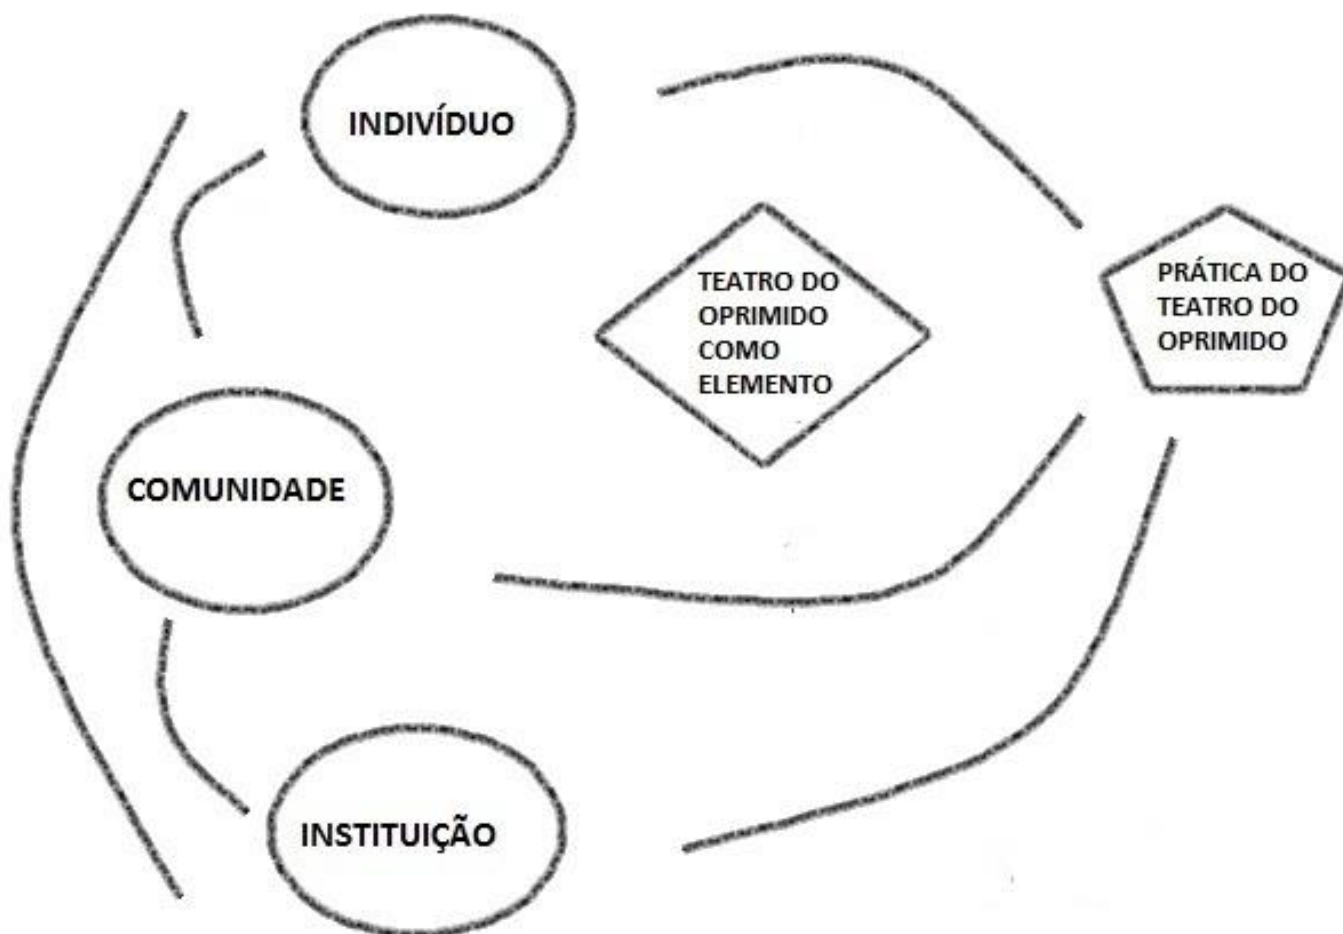 INDIVÍDUO
TEATRO DO
OPRIMIDO
COMO
ELEMENTO
PRÁTICA DO
TEATRO DO
OPRIMIDO
COMUNIDADE
INSTITUIÇÃO